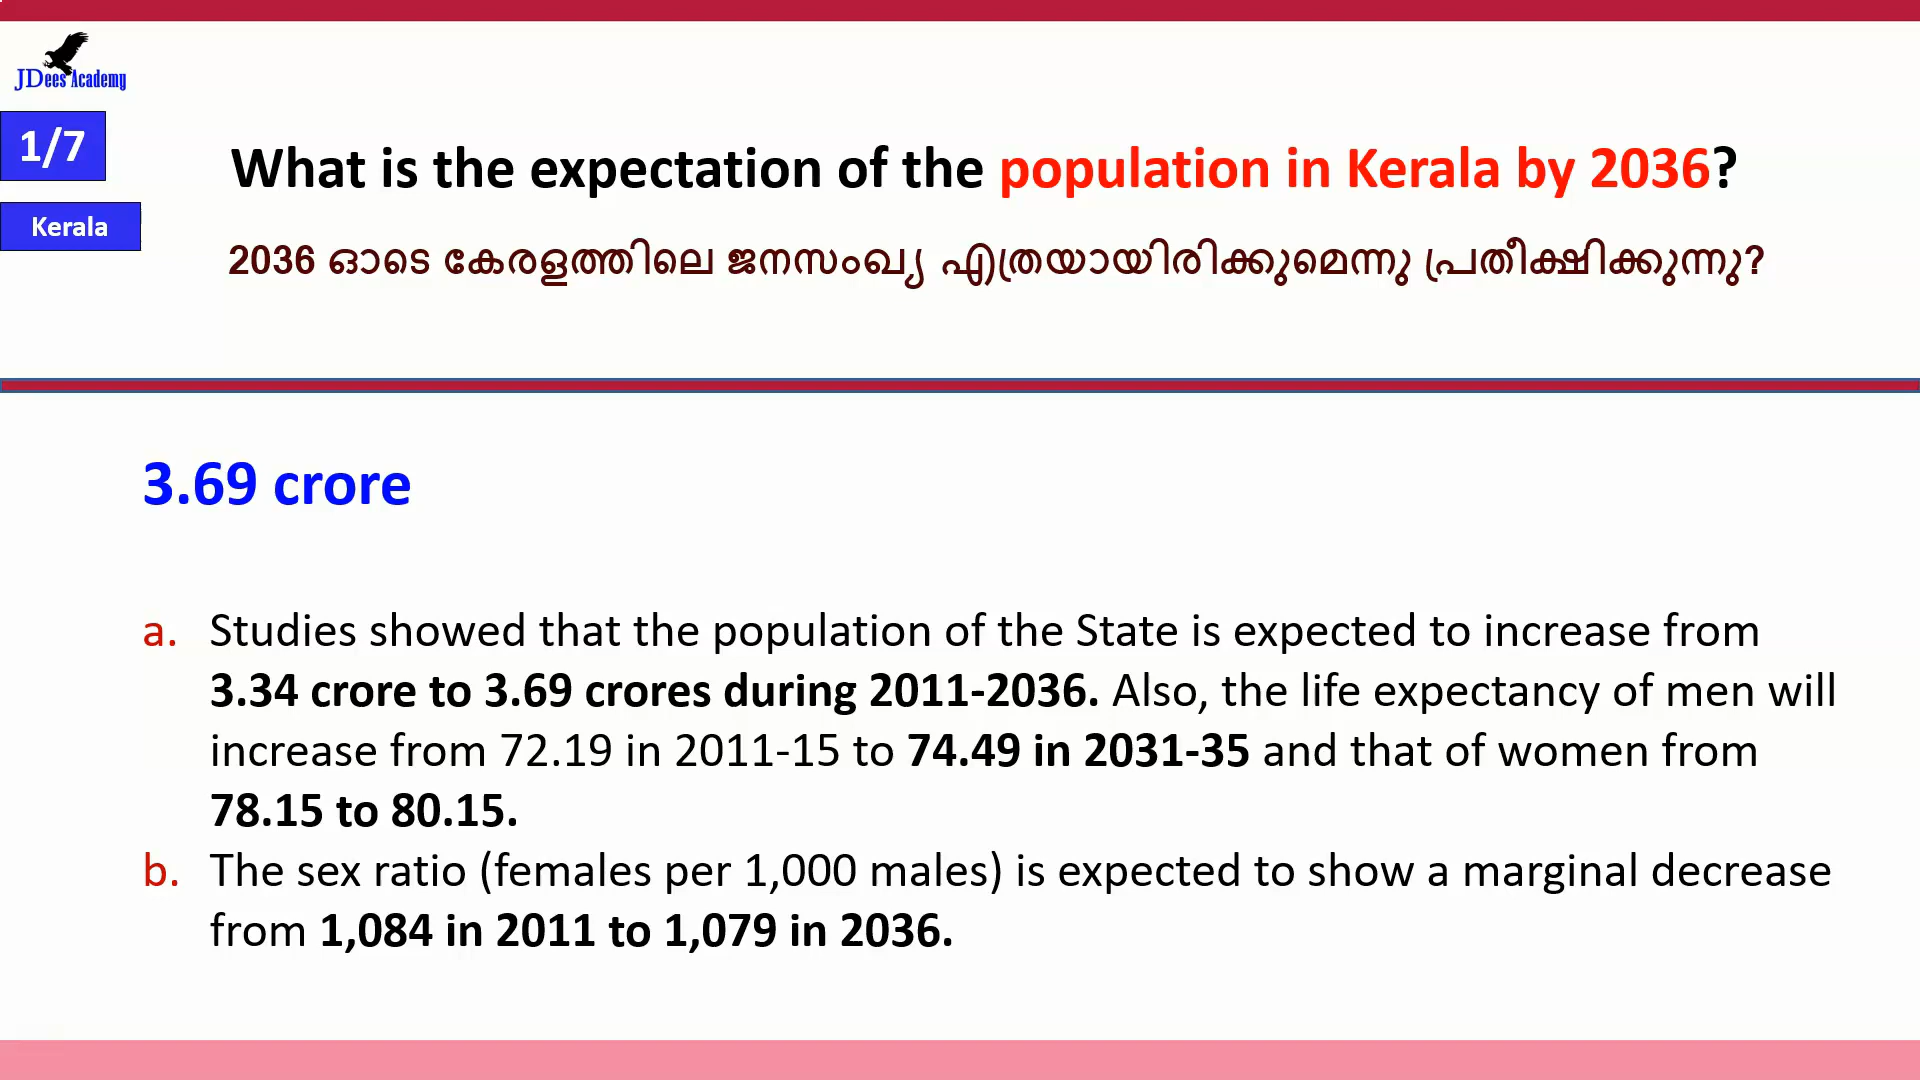 JDees Academy
1/7
Kerala
What is the expectation of the population in Kerala by 2036?
2036 ഓടെ കേരളത്തിലെ ജനസംഖ്യ എത്രയായിരിക്കുമെന്നു പ്രതീക്ഷിക്കുന്നു?
3.69 crore
a. Studies showed that the population of the State is expected to increase from
3.34 crore to 3.69 crores during 2011-2036. Also, the life expectancy of men will
increase from 72.19 in 2011-15 to 74.49 in 2031-35 and that of women from
78.15 to 80.15.
b. The sex ratio (females per 1,000 males) is expected to show a marginal decrease
from 1,084 in 2011 to 1,079 in 2036.